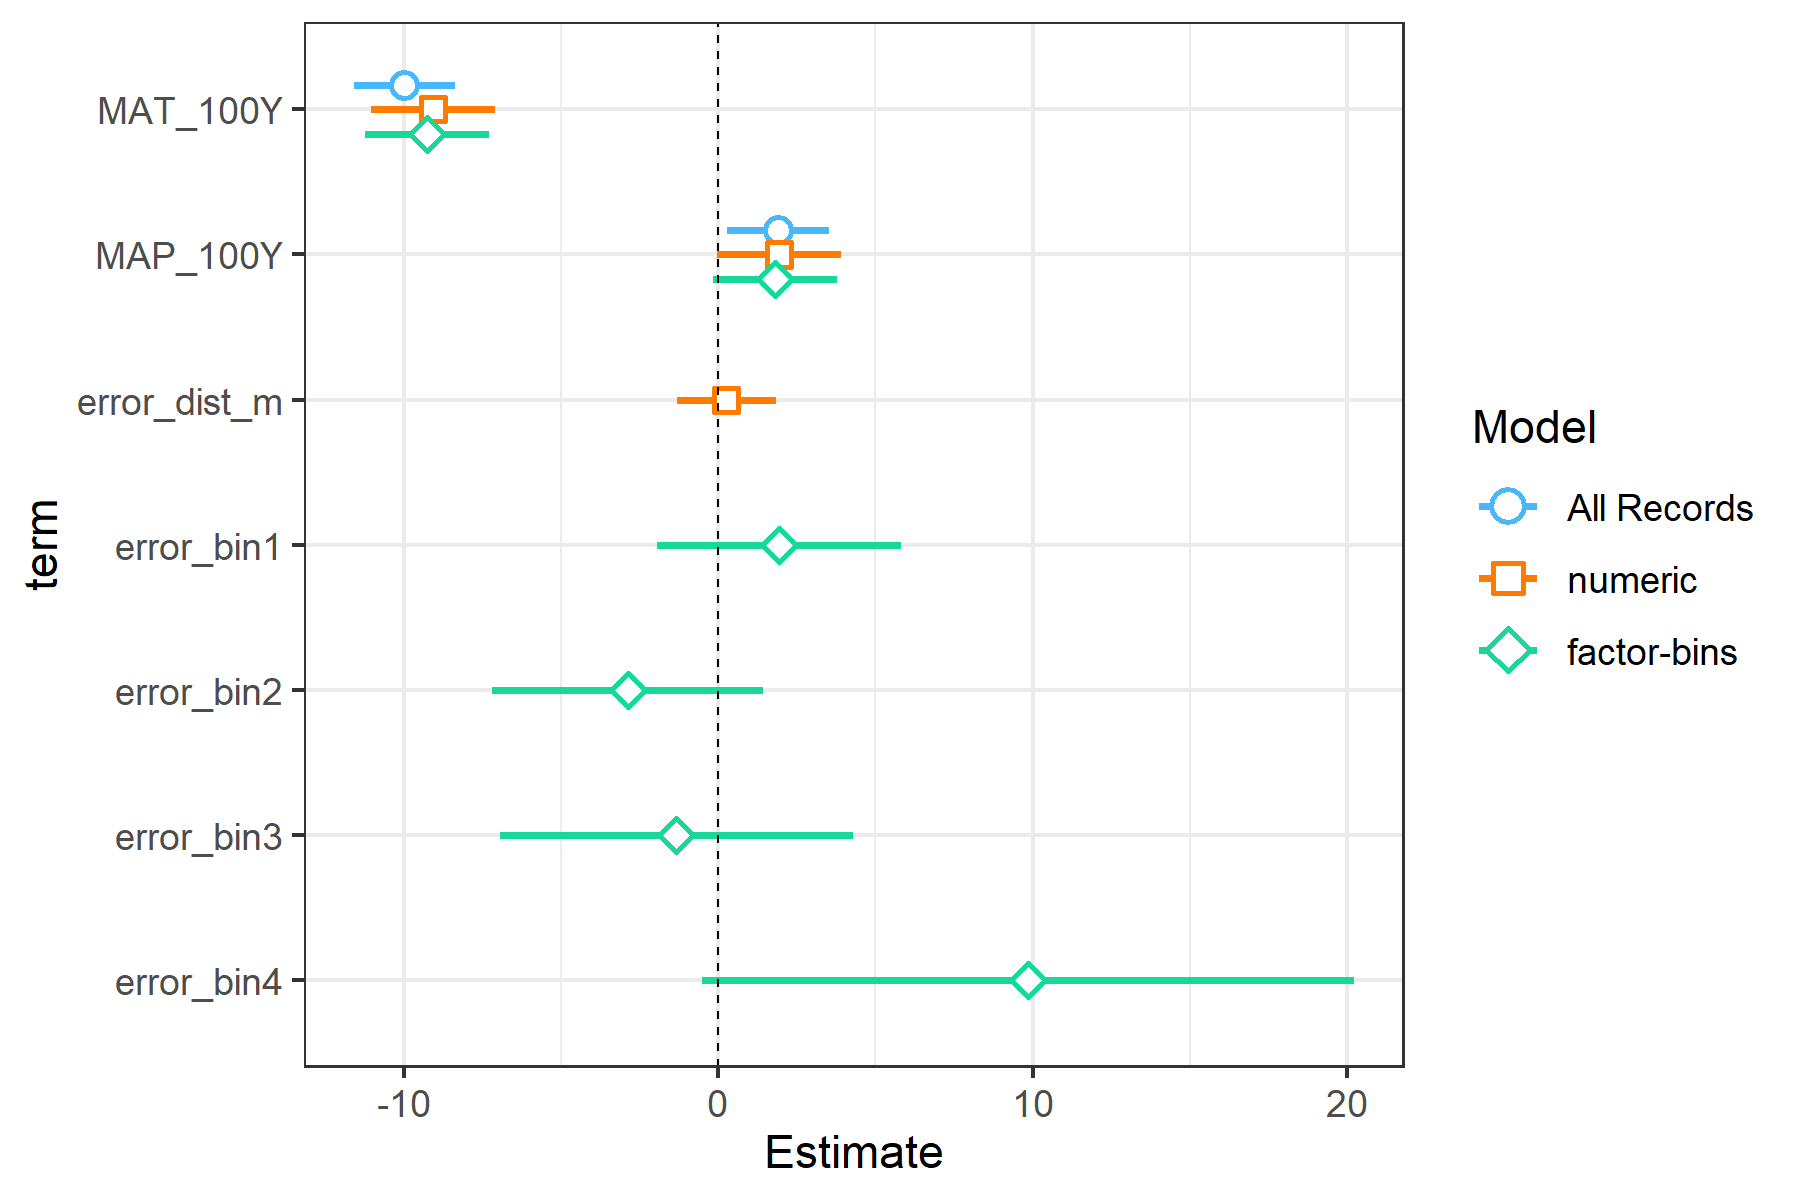 MAT_100Y
MAP_100Y
error_dist_m
error_bin1
error_bin2
error_bin3
error_bin4
term
-10 0 10 20
Estimate
Model
All Records
numeric
factor-bins